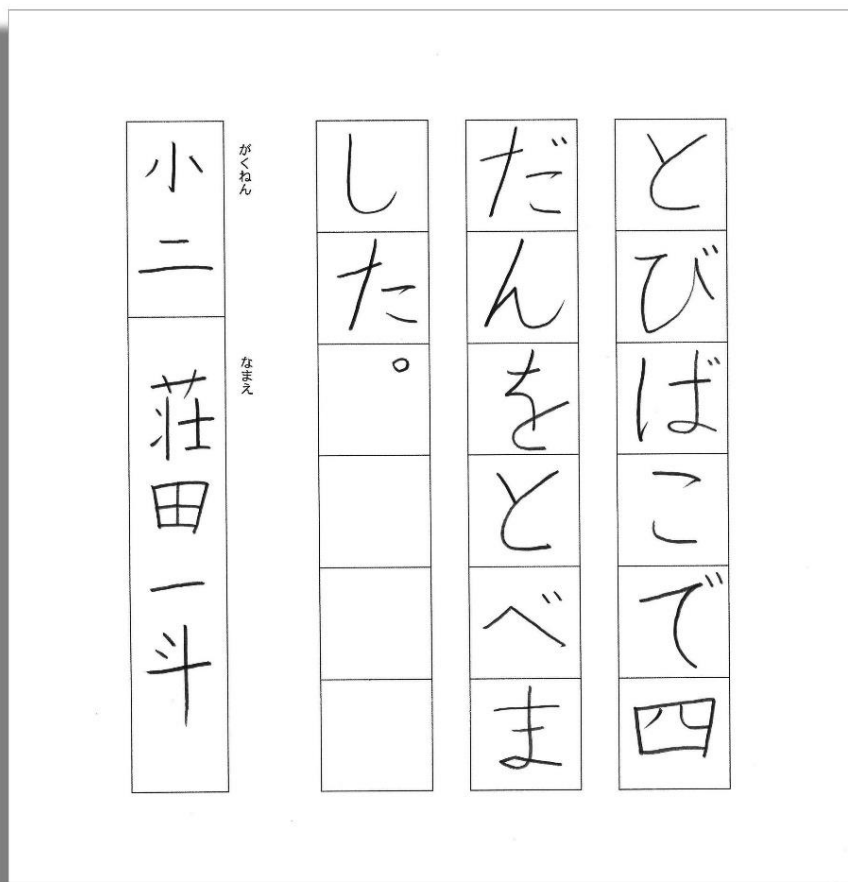 とびばこで四
だんをとべま
した。
がくねん
小二
なまえ
荘田一斗